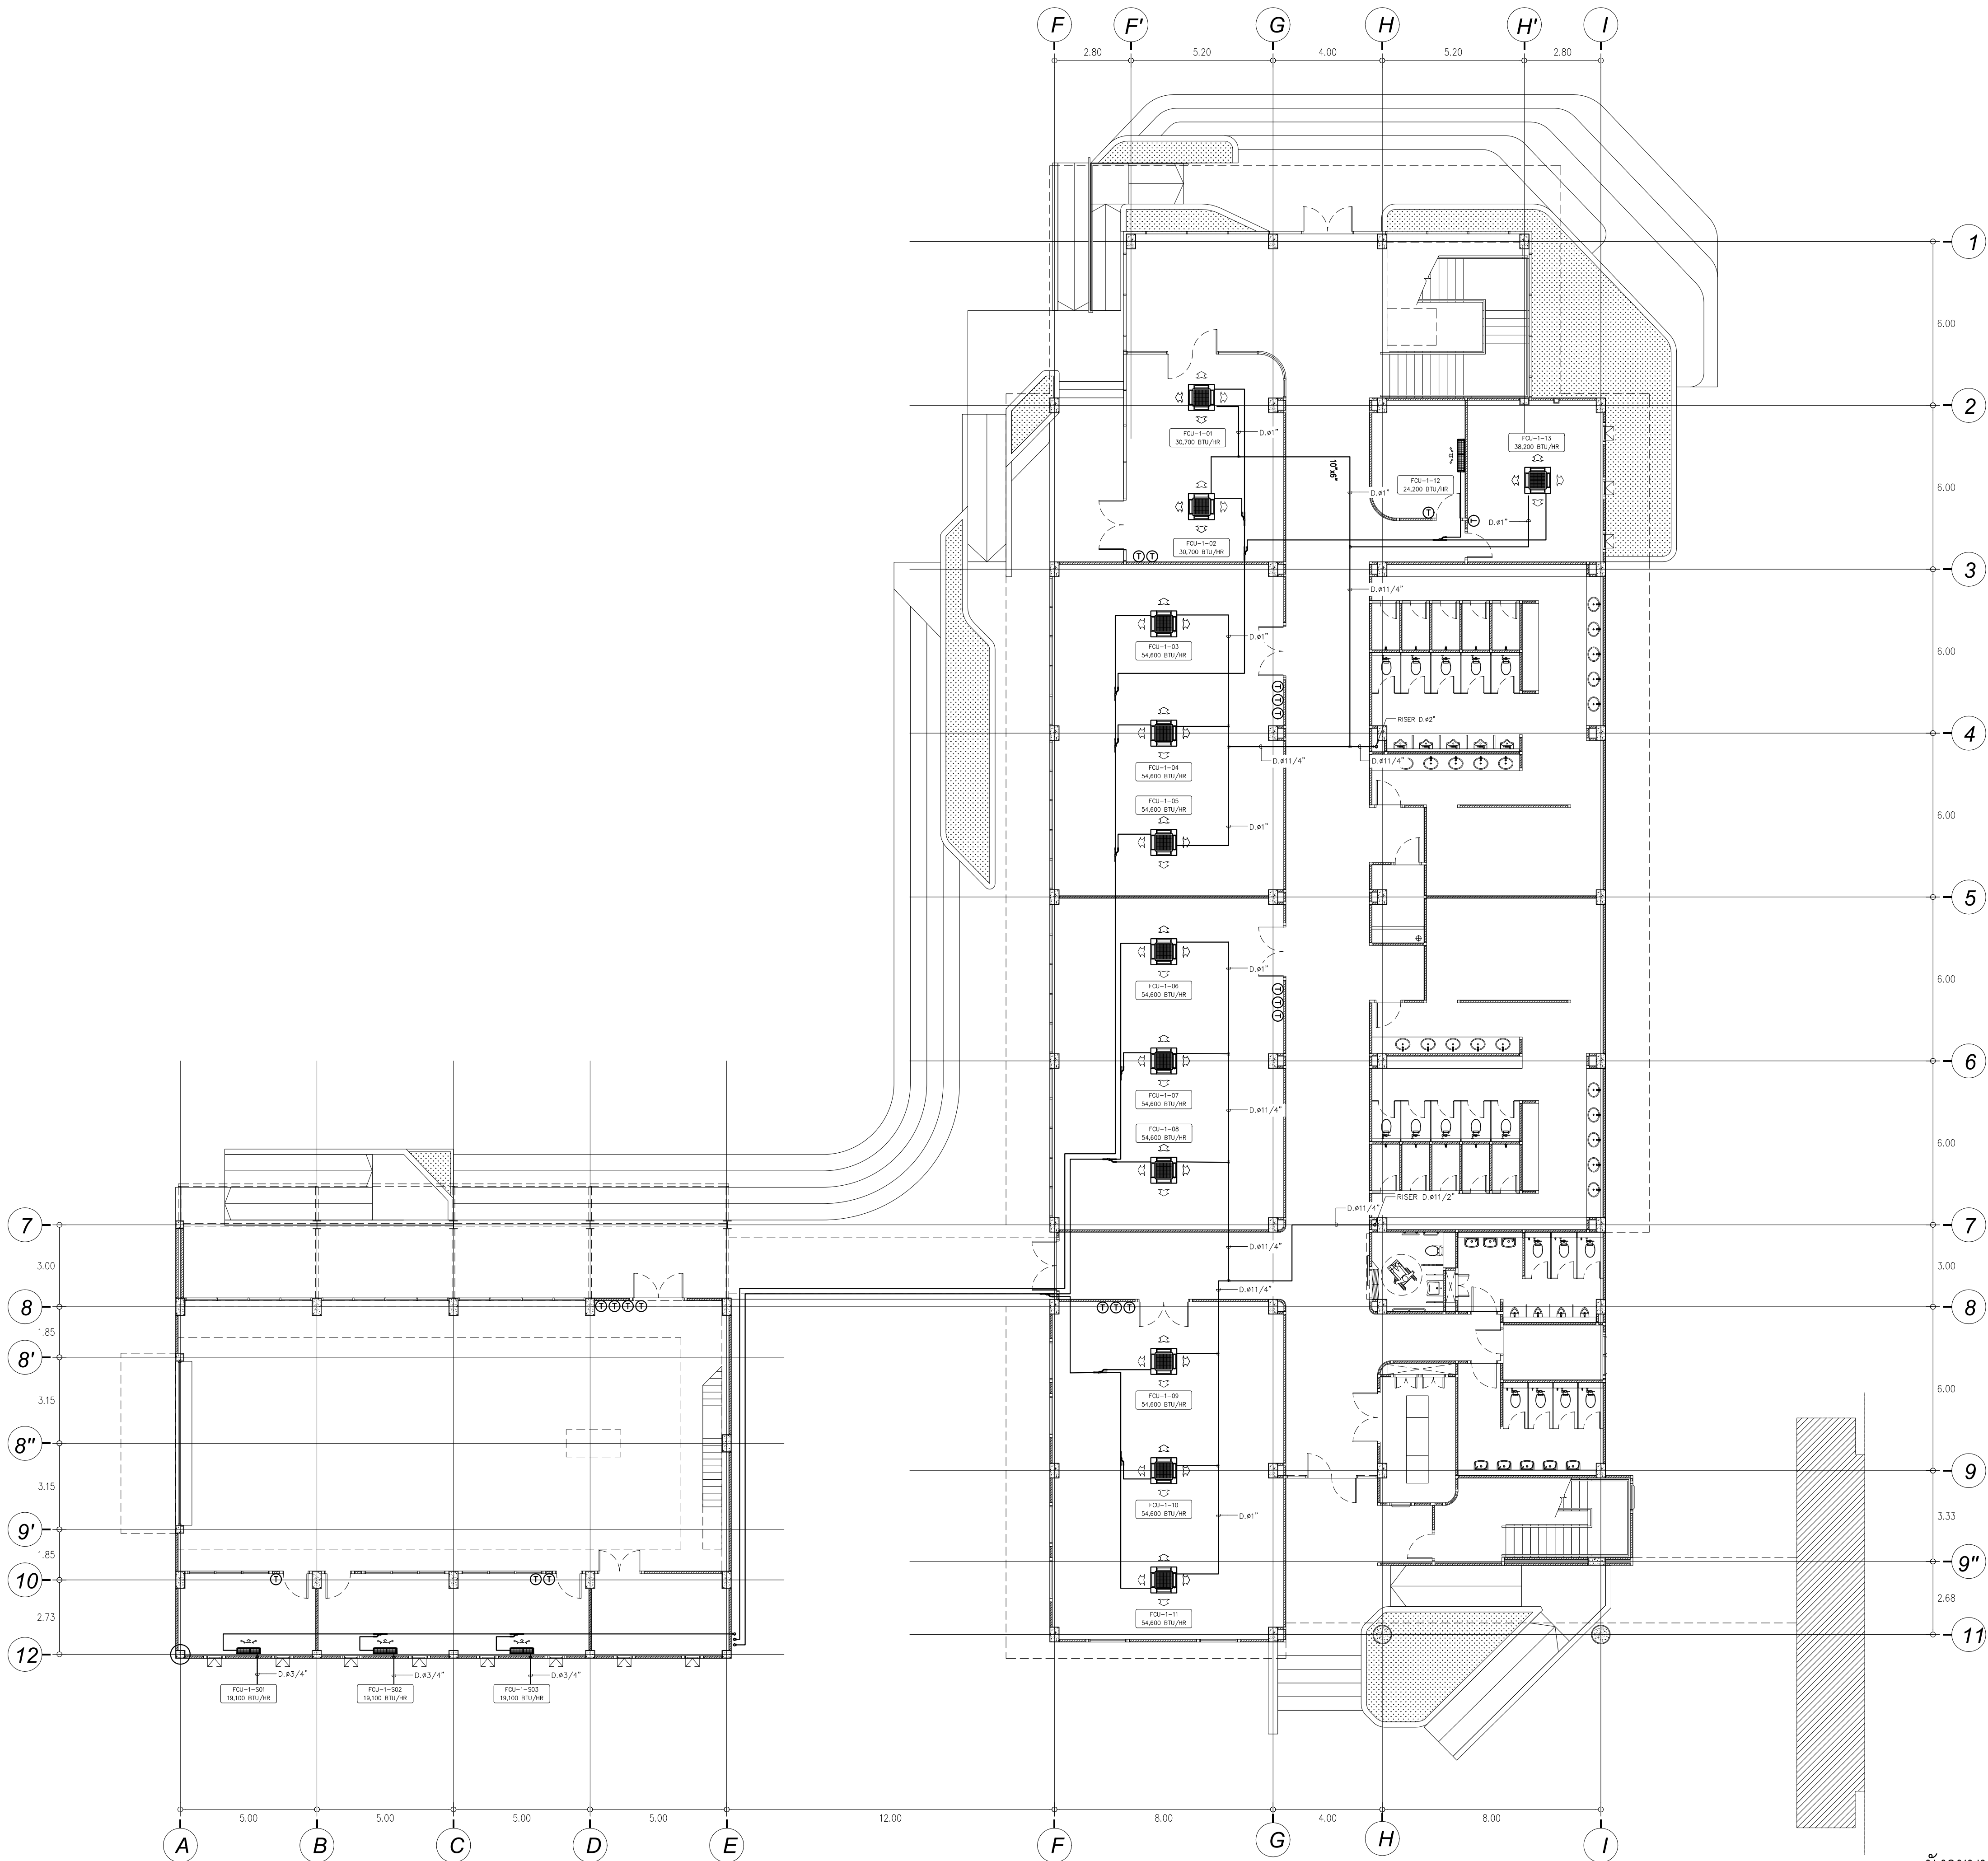 F F' G H H' I
2.80 5.20 4.00 5.20 2.80
1
6.00
2
FCU-1-01
30,700 BTU/HR
D.ø1"
FCU-1-13
38,200 BTU/HR
10"x6"
FCU-1-12
24,200 BTU/HR
D.ø1"
6.00
T
T
D.ø1"
FCU-1-02
30,700 BTU/HR
T T
3
D.ø11/4"
D.ø1"
FCU-1-03
54,600 BTU/HR
6.00
T
T
T
RISER D.ø2"
4
D.ø11/4"
D.ø11/4"
FCU-1-04
54,600 BTU/HR
FCU-1-05
54,600 BTU/HR
6.00
D.ø1"
5
D.ø1"
FCU-1-06
54,600 BTU/HR
6.00
T
T
T
6
FCU-1-07
54,600 BTU/HR
D.ø11/4"
FCU-1-08
54,600 BTU/HR
6.00
RISER D.ø11/2"
D.ø11/4"
7
7
D.ø11/4"
3.00
3.00
D.ø11/4"
8
T T T T
T T T
8
1.85
8'
6.00
FCU-1-09
54,600 BTU/HR
3.15
8"
9
3.15
FCU-1-10
54,600 BTU/HR
D.ø1"
3.33
9'
1.85
9"
10
T
T T
2.68
FCU-1-11
54,600 BTU/HR
2.73
11
12
D.ø3/4"
D.ø3/4"
D.ø3/4"
FCU-1-S01
19,100 BTU/HR
FCU-1-S02
19,100 BTU/HR
FCU-1-S03
19,100 BTU/HR
5.00 5.00 5.00 5.00 12.00 8.00 4.00 8.00
A B C D E F G H I